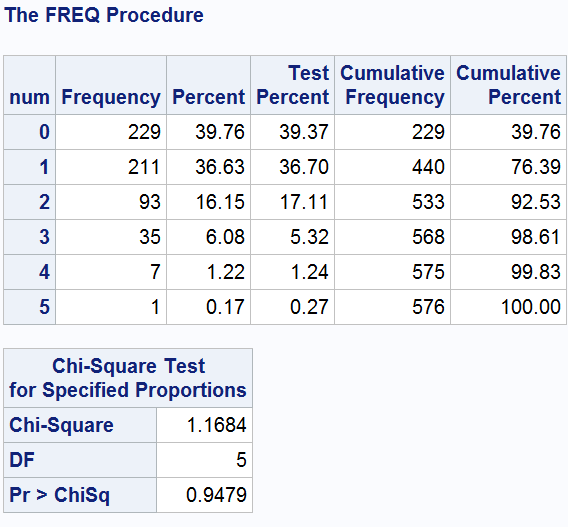 The FREQ Procedure
Test Cumulative Cumulative
num Frequency Percent Percent Frequency Percent
0 229 39.76 39.37 229 39.76
1 211 36.63 36.70 440 76.39
2 93 16.15 17.11 533 92.53
3 35 6.08 5.32 568 98.61
4 7 1.22 1.24 575 99.83
5 1 0.17 0.27 576 100.00
Chi-Square Test
for Specified Proportions
Chi-Square 1.1684
DF 5
Pr > ChiSq 0.9479